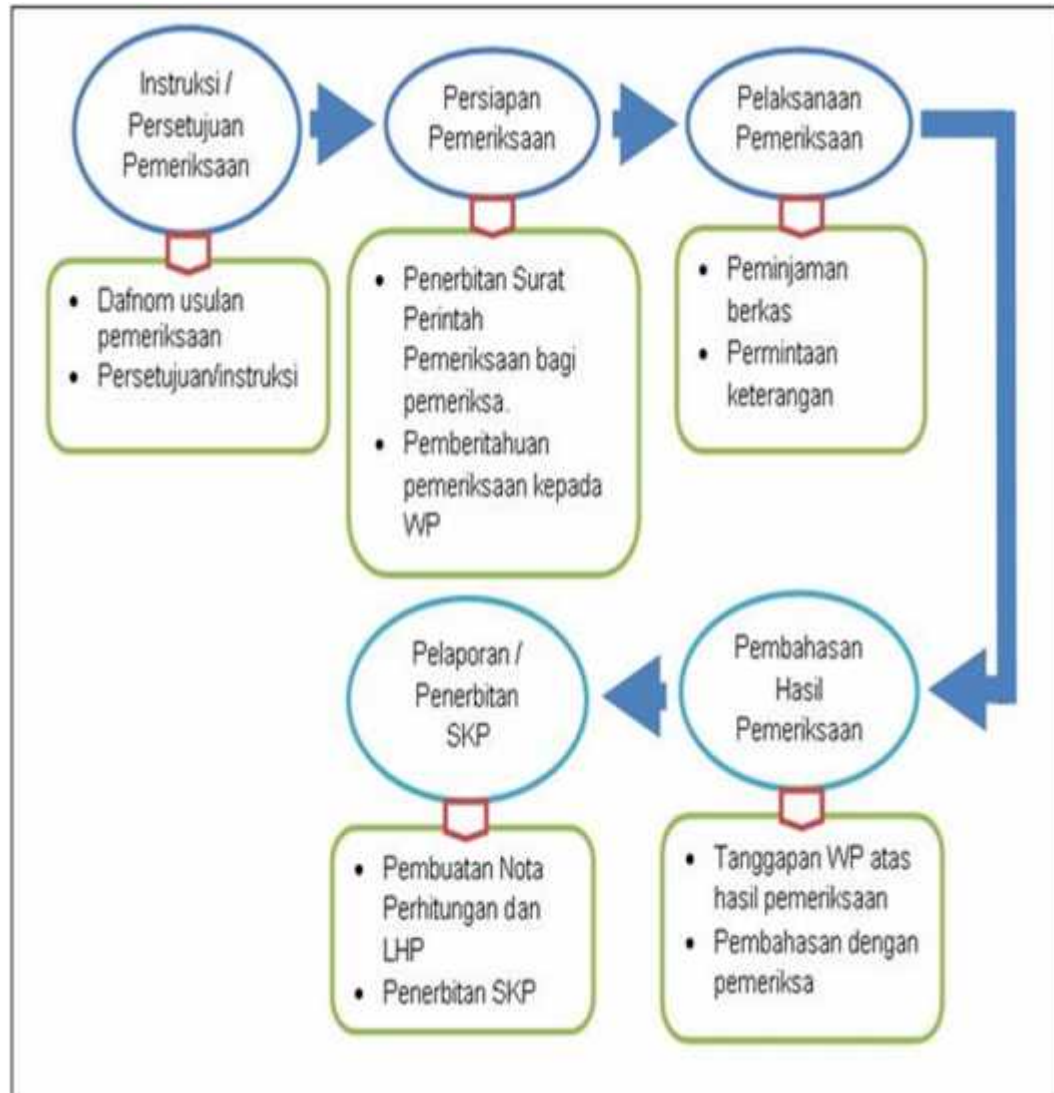 Instruksi /
Persetujuan
Pemeriksaan
Persiapan
Pemeriksaan
Pelaksanaan
Pemeriksaan
• Dafnom usulan
pemeriksaan
• Persetujuan/instruksi
• Penerbitan Surat
Perintah
Pemeriksaan bagi
pemeriksa.
• Pemberitahuan
pemeriksaan kepada
WP
• Peminjaman
berkas
• Permintaan
keterangan
Pembahasan
Hasil
Pemeriksaan
Pelaporan /
Penerbitan
SKP
• Tanggapan WP atas
hasil pemeriksaan
• Pembahasan dengan
pemeriksa
• Pembuatan Nota
Perhitungan dan
LHP
• Penerbitan SKP